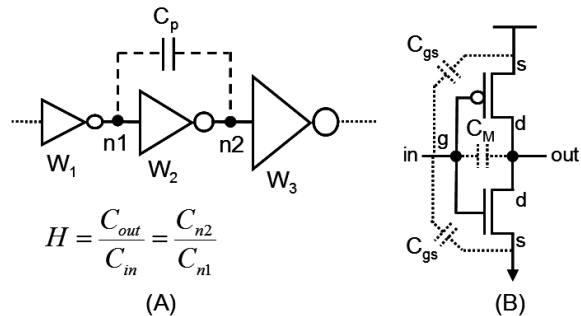 C_p
n1
n2
W_1
W_2
W_3
H = C_out / C_in = C_n2 / C_n1
(A)
C_gs
s
d
C_M
g
in
out
d
C_gs
s
(B)